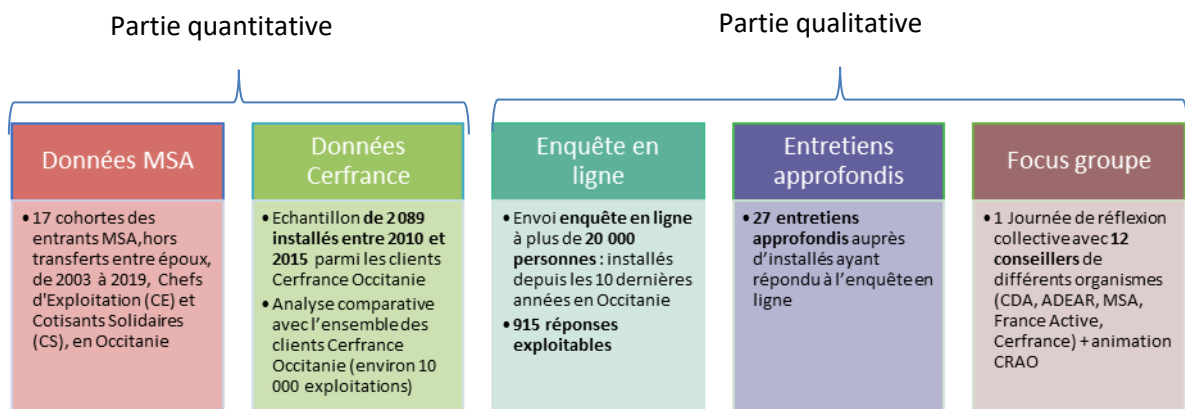 Partie quantitative
Partie qualitative
Données MSA
• 17 cohortes des
entrants MSA,hors
transferts entre époux,
de 2003 à 2019, Chefs
d'Exploitation (CE) et
Cotisants Solidaires
(CS), en Occitanie
Données
Cerfrance
• Echantillon de 2 089
installés entre 2010 et
2015 parmi les clients
Cerfrance Occitanie
• Analyse comparative
avec l'ensemble des
clients Cerfrance
Occitanie (environ 10
000 exploitations)
Enquête en
ligne
• Envoi enquête en ligne
à plus de 20 000
personnes : installés
depuis les 10 dernières
années en Occitanie
• 915 réponses
exploitables
Entretiens
approfondis
• 27 entretiens
approfondis auprès
d'installés ayant
répondu à l'enquête en
ligne
Focus groupe
• 1 Journée de réflexion
collective avec 12
conseillers de
différents organismes
(CDA, ADEAR, MSA,
France Active,
Cerfrance) + animation
CRAO